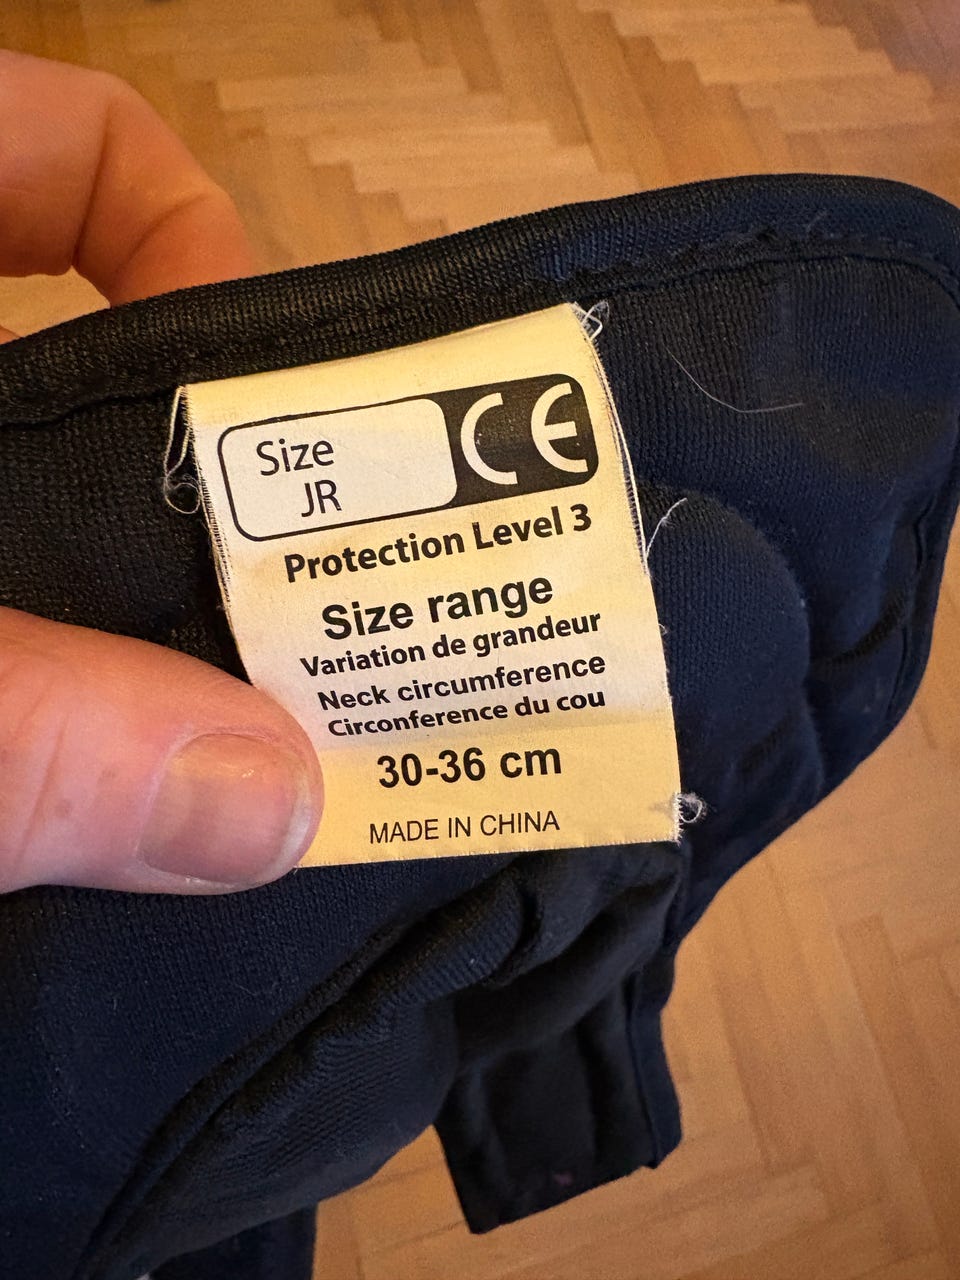 Size
JR
CE
Protection Level 3
Size range
Variation de grandeur
Neck circumference
Circonference du cou
30-36 cm
MADE IN CHINA